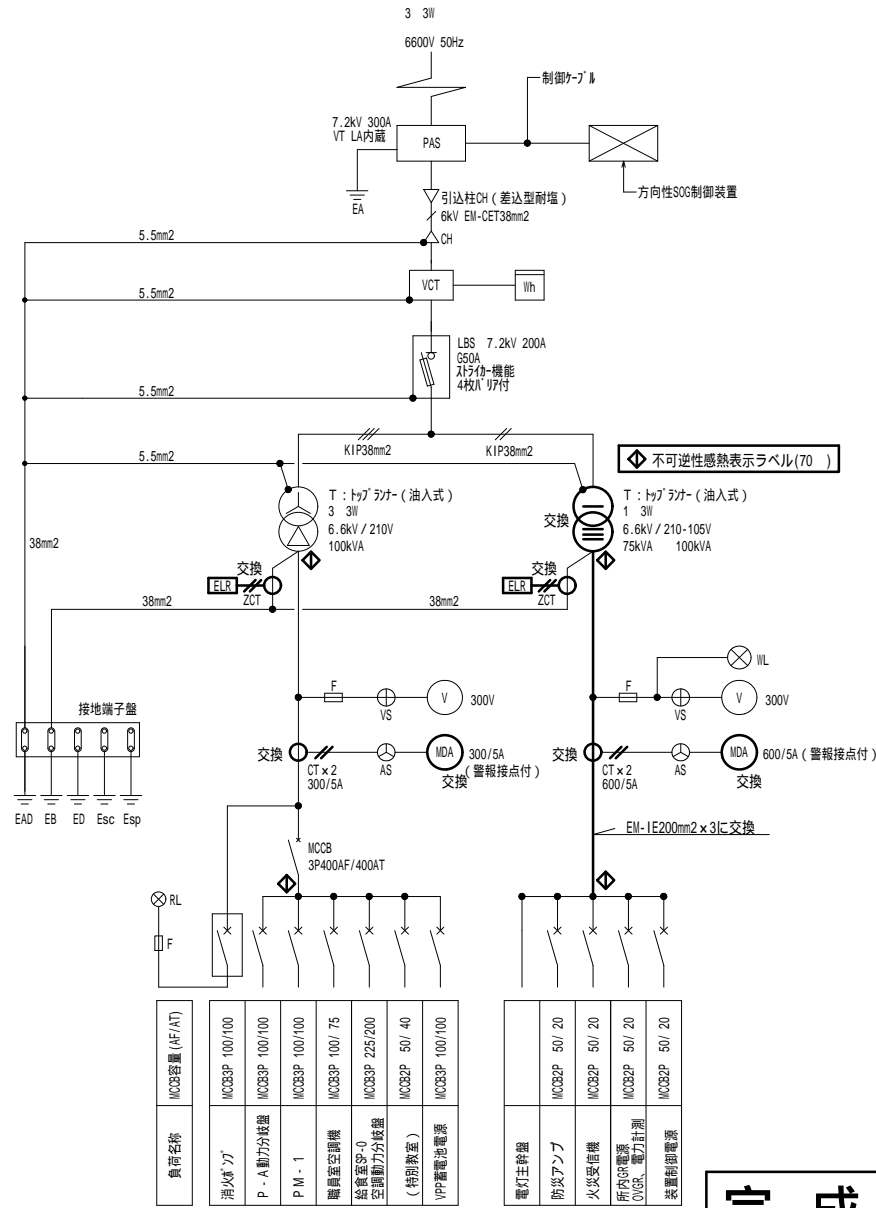 3 3W
6600V 50Hz
制御ケーブル
7.2kV 300A
VT LA内蔵
PAS
方向性SOG制御装置
EA
引込柱CH(差込型耐塩)
6kV EM-CET38mm2
CH
5.5mm2
VCT
Wh
5.5mm2
LBS 7.2kV 200A
G50A
ストライカー機能
4枚バリア付
5.5mm2
KIP38mm2
KIP38mm2
不可逆性感熱表示ラベル(70 )
5.5mm2
T:トップランナー(油入式)
3 3W
6.6kV/210V
100kVA
交換
T:トップランナー(油入式)
1 3W
6.6kV/210-105V
75kVA 100kVA
38mm2
交換
ELR
ZCT
交換
ELR
ZCT
38mm2
38mm2
WL
F
VS
V
300V
F
VS
V
300V
接地端子盤
交換
CT×2
300/5A
AS
MDA
300/5A
(警報接点付)
交換
交換
CT×2
600/5A
AS
MDA
600/5A(警報接点付)
交換
EAD
EB
ED
Esc
Esp
EM-IE200mm2×3に交換
MCCB
3P400AF/400AT
RL
F
MCCB容量(AF/AT)
MCCB3P 100/100
MCCB3P 100/100
MCCB3P 100/100
MCCB3P 100/ 75
MCCB3P 225/200
MCCB2P 50/ 40
MCCB3P 100/100
MCCB2P 50/ 20
MCCB2P 50/ 20
MCCB2P 50/ 20
MCCB2P 50/ 20
負荷名称
消火ポンプ
P-A動力分岐盤
PM-1
職員室空調機
給食室SP-0
空調動力分岐盤
(特別教室)
VPP蓄電池電源
電灯主幹盤
防災アンプ
火災受信機
所内GR電源
OVGR、電力計測
装置制御電源
完成